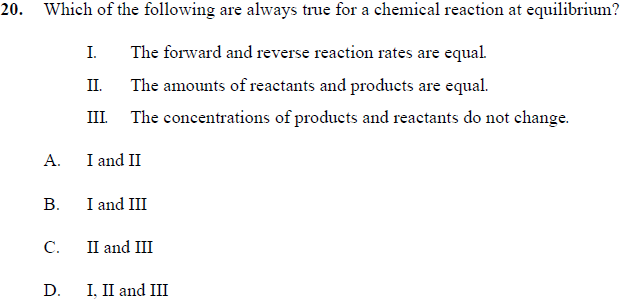 20. Which of the following are always true for a chemical reaction at equilibrium?
I. The forward and reverse reaction rates are equal.
II. The amounts of reactants and products are equal.
III. The concentrations of products and reactants do not change.
A. I and II
B. I and III
C. II and III
D. I, II and III